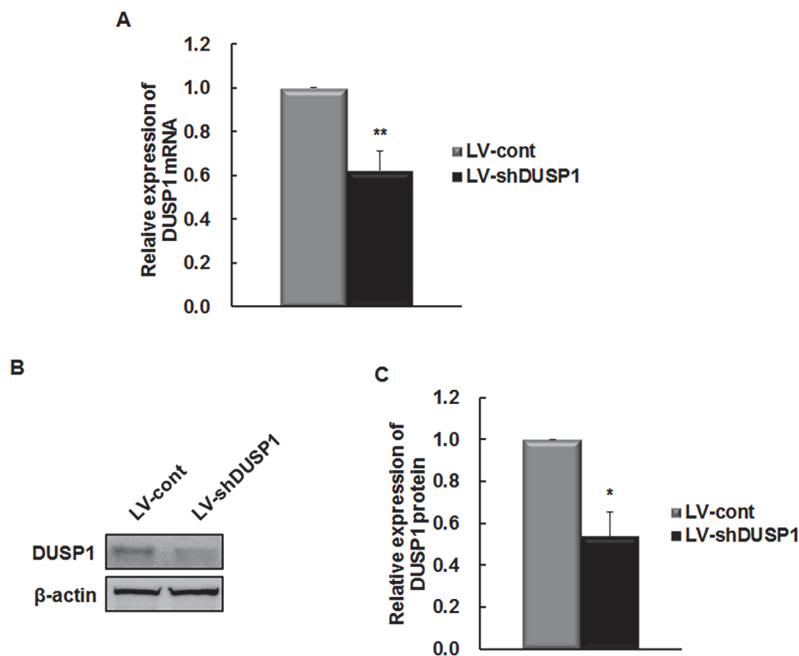 A
Relaive expression of
DUSP1 mRNA
1.2
1.0
0.8
0.6
0.4
0.2
0.0
**
LV-cont
LV-shDUSP1
B
LV-cont
LV-shDUSP1
DUSP1
β-actin
C
Relative expression of
DUSP1 protein
1.2
1.0
0.8
0.6
0.4
0.2
0.0
*
LV-cont
LV-shDUSP1